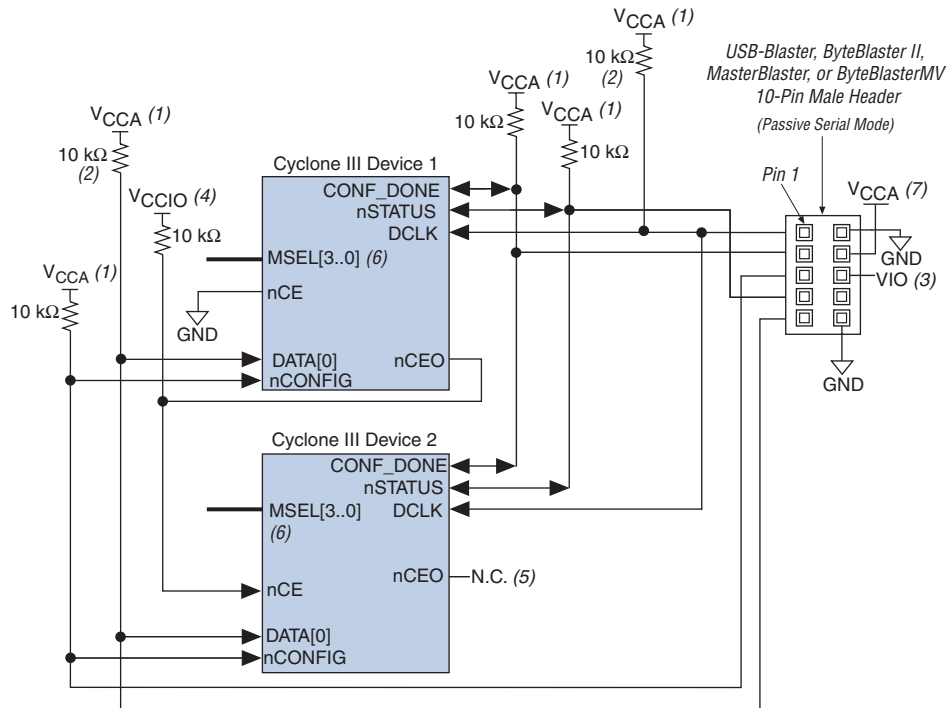 VCCA (1)
10 kΩ
(2)
VCCA (1)
10 kΩ
VCCA (1)
10 kΩ
USB-Blaster, ByteBlaster II,
MasterBlaster, or ByteBlasterMV
10-Pin Male Header
(Passive Serial Mode)
VCCA (1)
10 kΩ
(2)
VCCIO (4)
10 kΩ
VCCA (1)
10 kΩ
Cyclone III Device 1
CONF_DONE
nSTATUS
DCLK
MSEL[3..0] (6)
nCE
GND
DATA[0]
nCEO
nCONFIG
Pin 1
VCCA (7)
GND
VIO (3)
GND
Cyclone III Device 2
CONF_DONE
nSTATUS
MSEL[3..0]
DCLK
(6)
nCEO
N.C. (5)
nCE
DATA[0]
nCONFIG